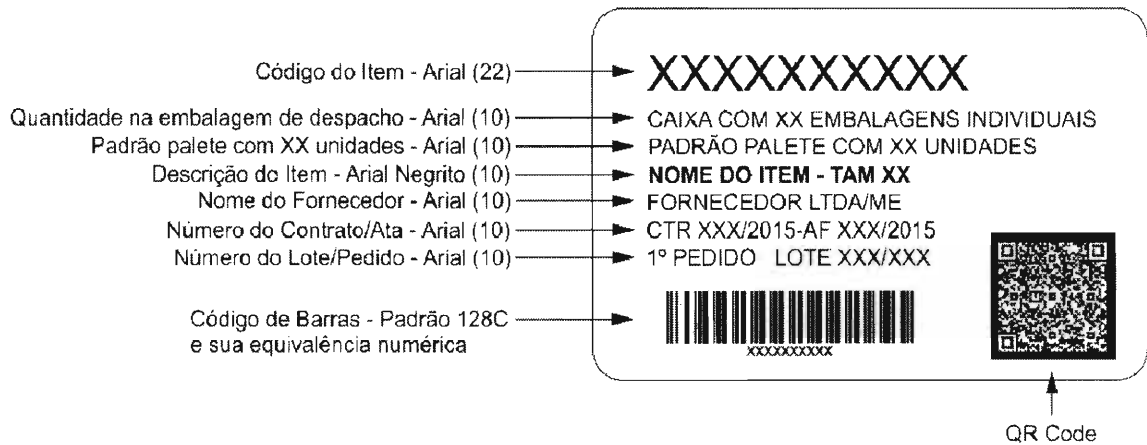 Código do Item - Arial (22)
XXXXXXXXXX
Quantidade na embalagem de despacho - Arial (10)
CAIXA COM XX EMBALAGENS INDIVIDUAIS
Padrão palete com XX unidades - Arial (10)
PADRÃO PALETE COM XX UNIDADES
Descrição do Item - Arial Negrito (10)
NOME DO ITEM - TAM XX
Nome do Fornecedor - Arial (10)
FORNECEDOR LTDA/ME
Número do Contrato/Ata - Arial (10)
CTR XXX/2015-AF XXX/2015
Número do Lote/Pedido - Arial (10)
1º PEDIDO LOTE XXX/XXX
Código de Barras - Padrão 128C
e sua equivalência numérica
XXXXXXXXXX
QR Code